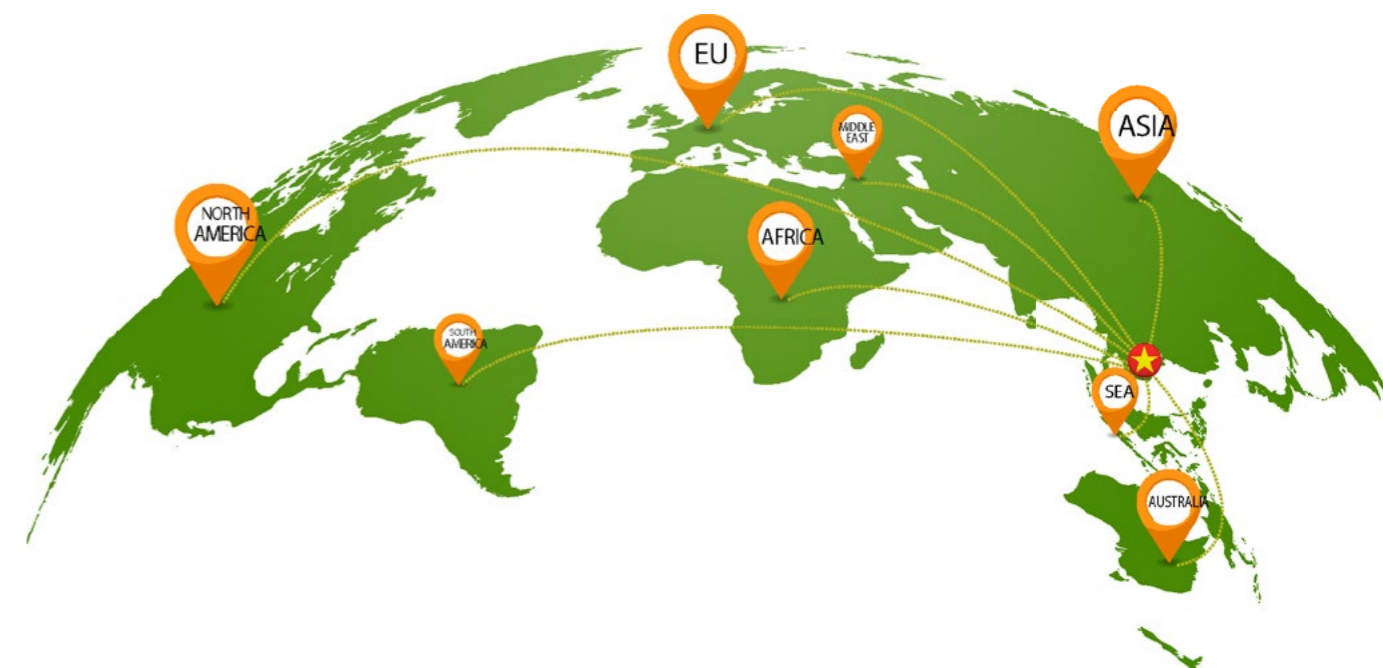 EU
MIDDLE
EAST
ASIA
NORTH
AMERICA
AFRICA
SOUTH
AMERICA
SEA
AUSTRALIA